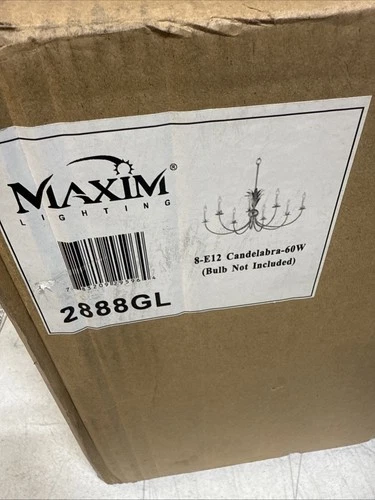 MAXIM®
LIGHTING
8-E12 Candelabra-60W
(Bulb Not Included)
2888GL